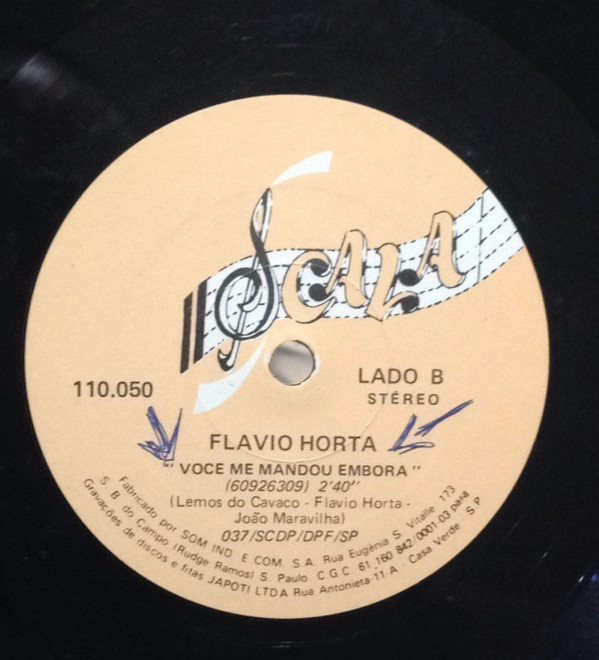 SCALA
110.050
LADO B
STÉREO
FLAVIO HORTA
" VOCE ME MANDOU EMBORA "
(60926309) 2'40"
(Lemos do Cavaco - Flavio Horta -
João Maravilha)
037/SCDP/DPF/SP
Fabricado por SOM IND. E COM. S.A. Rua Eugênia S. Vitalle 173
S. B. do Campo (Rudge Ramos) S. Paulo. C.G.C. 61.160 842/0001-03 para
Gravações de discos e fitas JAPOTI LTDA Rua Antonieta-11-A - Casa Verde S P